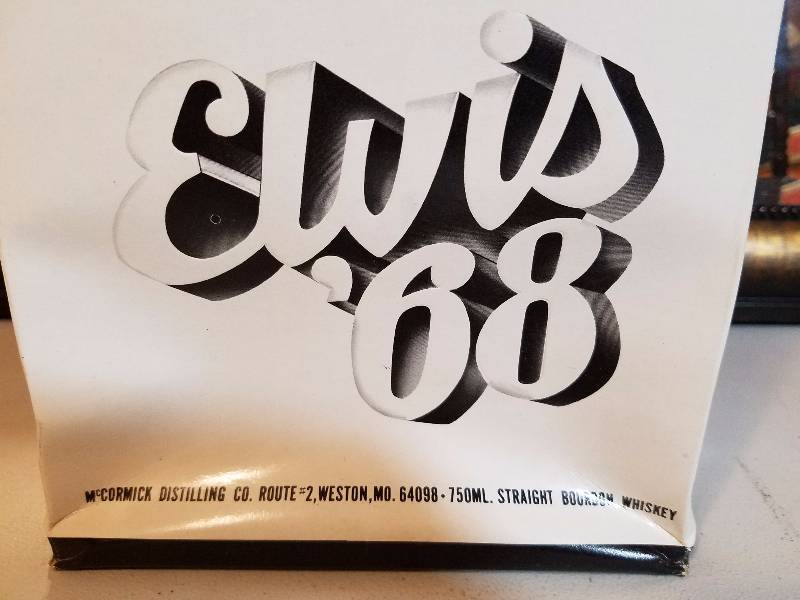 Elvis
'68
McCORMICK DISTILLING CO. ROUTE #2, WESTON, MO. 64098 • 750ML. STRAIGHT BOURBON WHISKEY